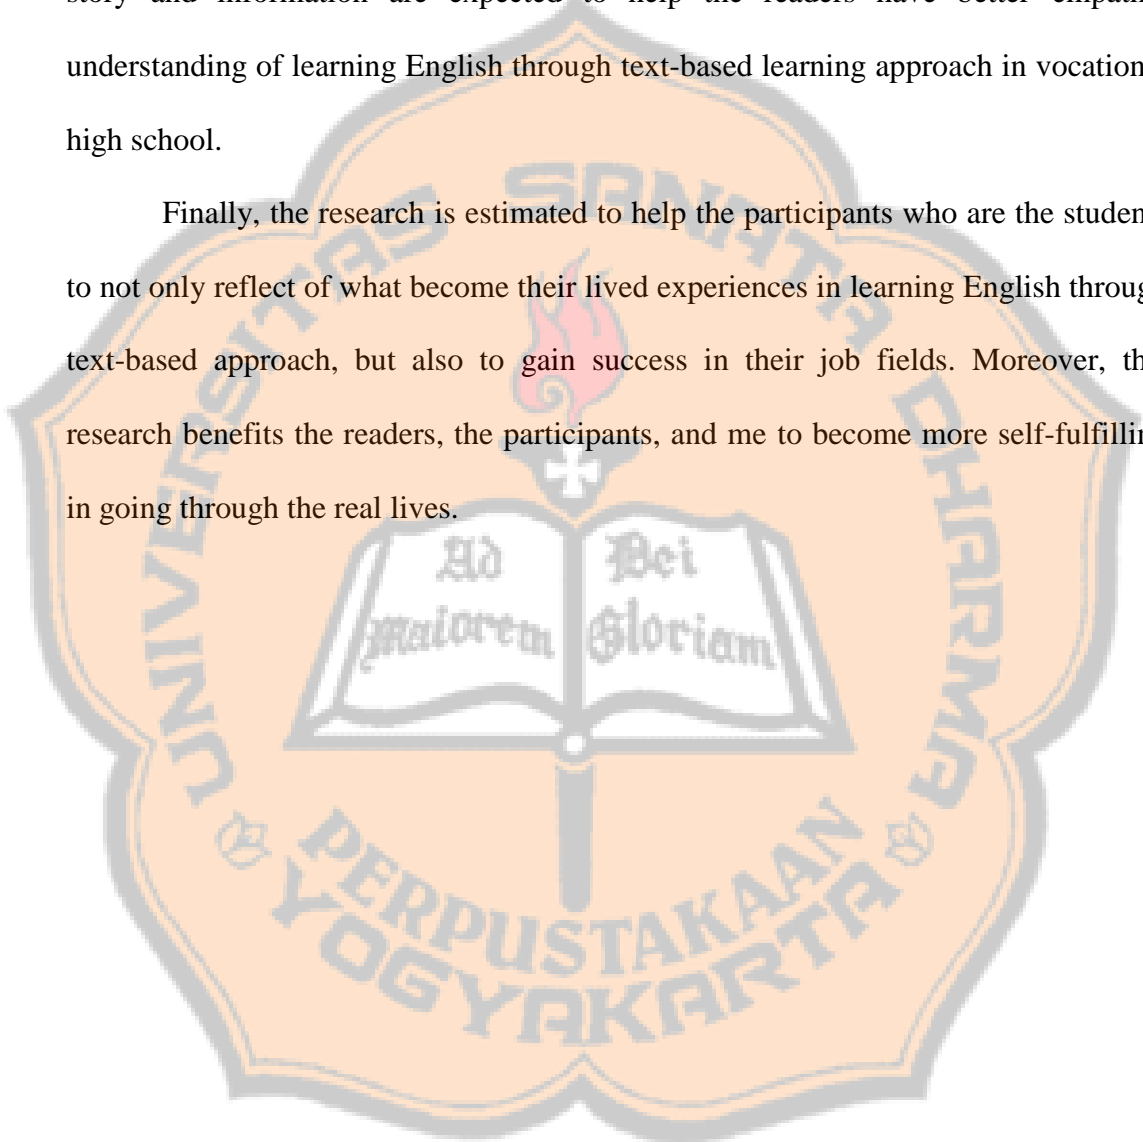 story and information are expected to help the readers have better empath
understanding of learning English through text-based learning approach in vocation
high school.
Finally, the research is estimated to help the participants who are the studen
to not only reflect of what become their lived experiences in learning English throug
text-based approach, but also to gain success in their job fields. Moreover, th
research benefits the readers, the participants, and me to become more self-fulfillin
in going through the real lives.
UNIVERSITAS SANATA DHARMA
Ad Dei
maiorem Gloriam
PERPUSTAKAAN
YOGYAKARTA